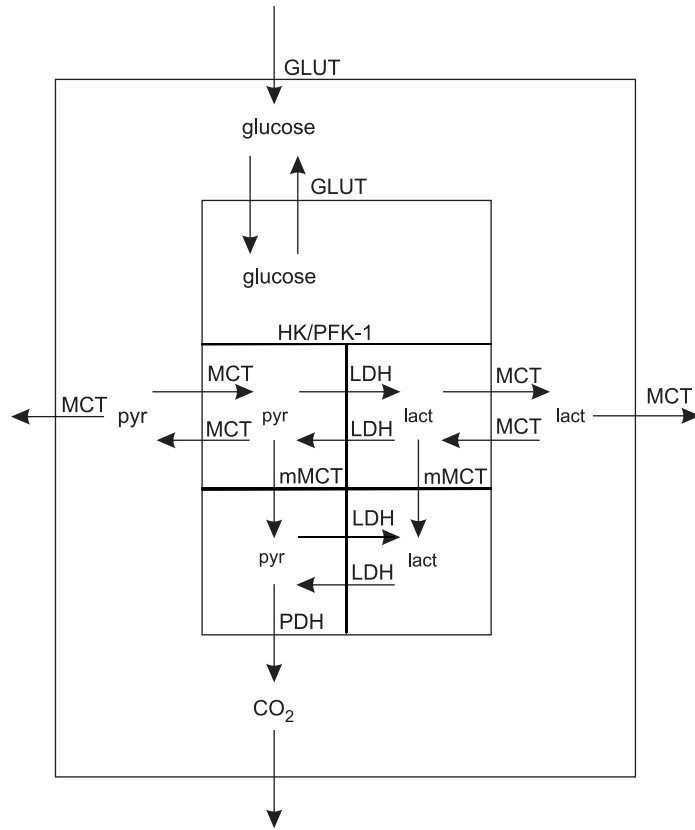 GLUT
glucose
GLUT
glucose
HK/PFK-1
MCT LDH MCT
MCT pyr pyr lact lact MCT
MCT LDH MCT
mMCT mMCT
LDH
pyr lact
LDH
PDH
CO₂